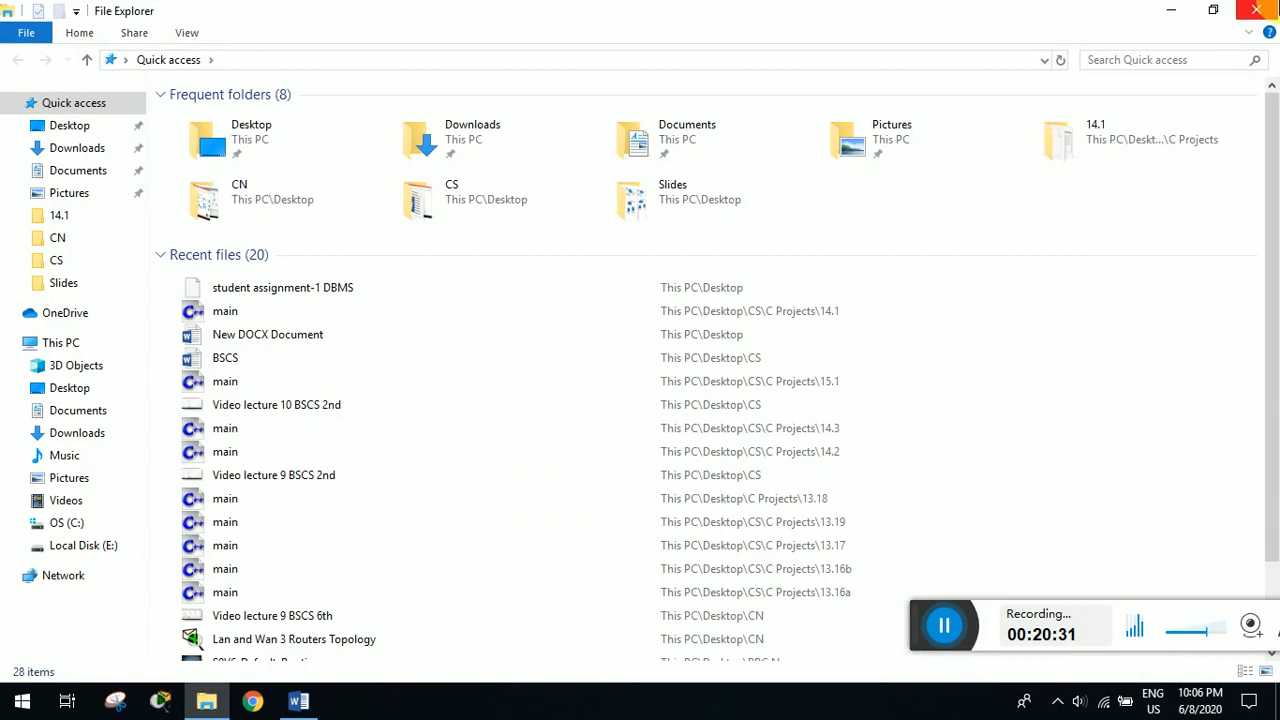 File Explorer
File Home Share View
Quick access
Search Quick access
Quick access
Desktop
Downloads
Documents
Pictures
14.1
CN
CS
Slides
OneDrive
This PC
3D Objects
Desktop
Documents
Downloads
Music
Pictures
Videos
OS (C:)
Local Disk (E:)
Network
Frequent folders (8)
Desktop
This PC
Downloads
This PC
Documents
This PC
Pictures
This PC
14.1
This PC\Deskt...\C Projects
CN
This PC\Desktop
CS
This PC\Desktop
Slides
This PC\Desktop
Recent files (20)
student assignment-1 DBMS This PC\Desktop
main This PC\Desktop\CS\C Projects\14.1
New DOCX Document This PC\Desktop
BSCS This PC\Desktop\CS
main This PC\Desktop\CS\C Projects\15.1
Video lecture 10 BSCS 2nd This PC\Desktop\CS
main This PC\Desktop\CS\C Projects\14.3
main This PC\Desktop\CS\C Projects\14.2
Video lecture 9 BSCS 2nd This PC\Desktop\CS
main This PC\Desktop\C Projects\13.18
main This PC\Desktop\CS\C Projects\13.19
main This PC\Desktop\CS\C Projects\13.17
main This PC\Desktop\CS\C Projects\13.16b
main This PC\Desktop\CS\C Projects\13.16a
Video lecture 9 BSCS 6th This PC\Desktop\CN
Lan and Wan 3 Routers Topology This PC\Desktop\CN
Recording...
00:20:31
28 items
ENG
US
10:06 PM
6/8/2020